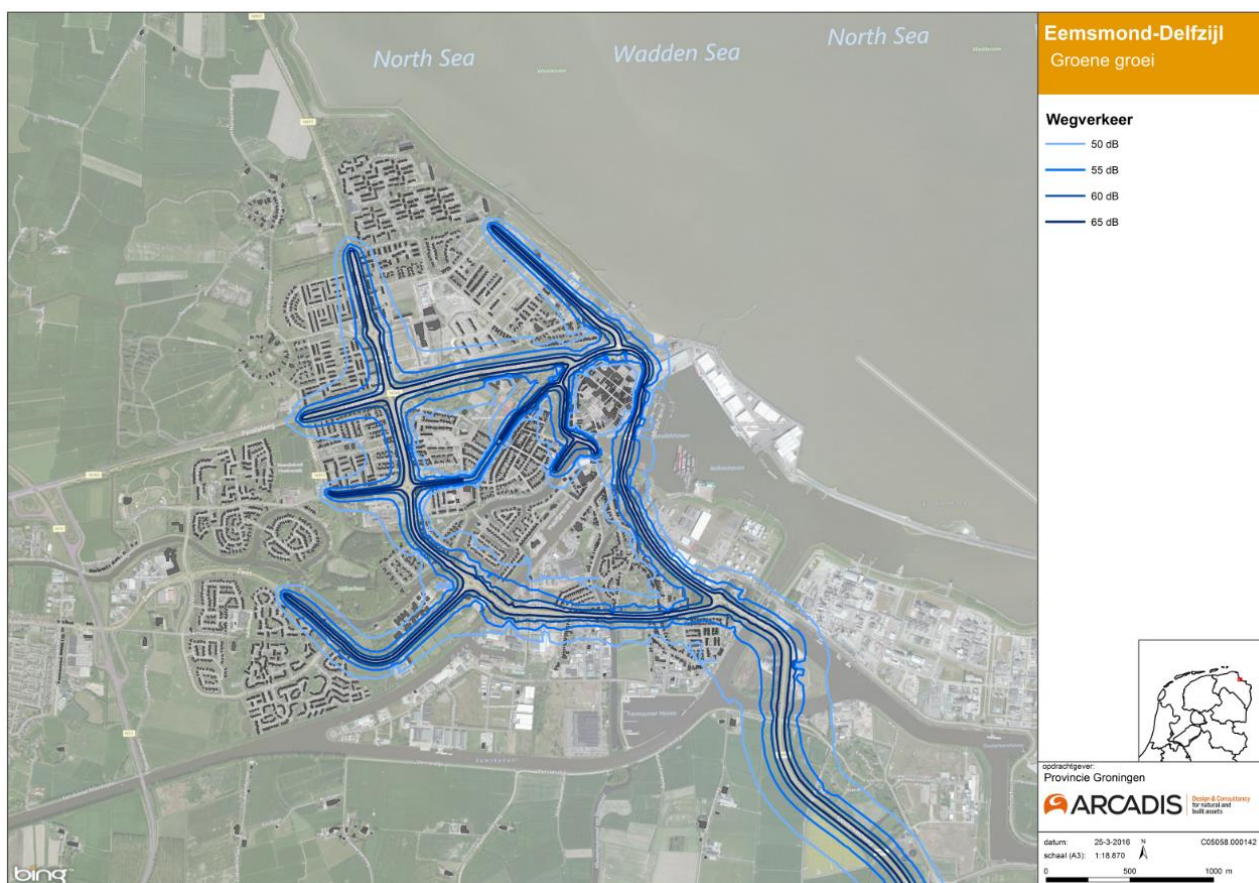 North Sea
Wadden Sea
North Sea
Eemsmond-Delfzijl
Groene groei
Wegverkeer
50 dB
55 dB
60 dB
65 dB
opdrachtgever:
Provincie Groningen
ARCADIS
Design & Consultancy
for natural and
built assets
datum: 25-3-2016 N C05058.000142
schaal (A3): 1:18.870
0 500 1000 m
bing